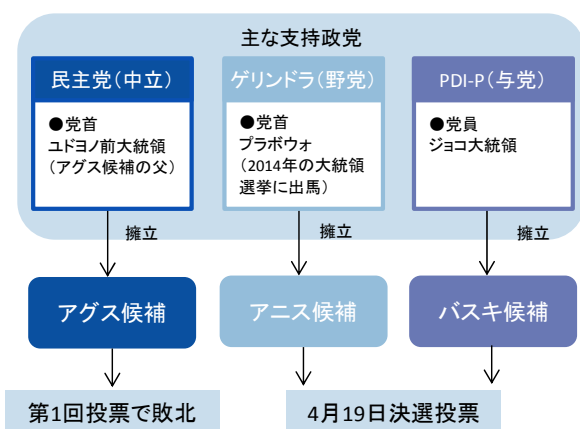 主な支持政党
民主党(中立)
●党首
ユドヨノ前大統領
(アグス候補の父)
ゲリンドラ(野党)
●党首
プラボウォ
(2014年の大統領
選挙に出馬)
PDI-P(与党)
●党員
ジョコ大統領
擁立
擁立
擁立
アグス候補
アニス候補
バスキ候補
第1回投票で敗北
4月19日決選投票